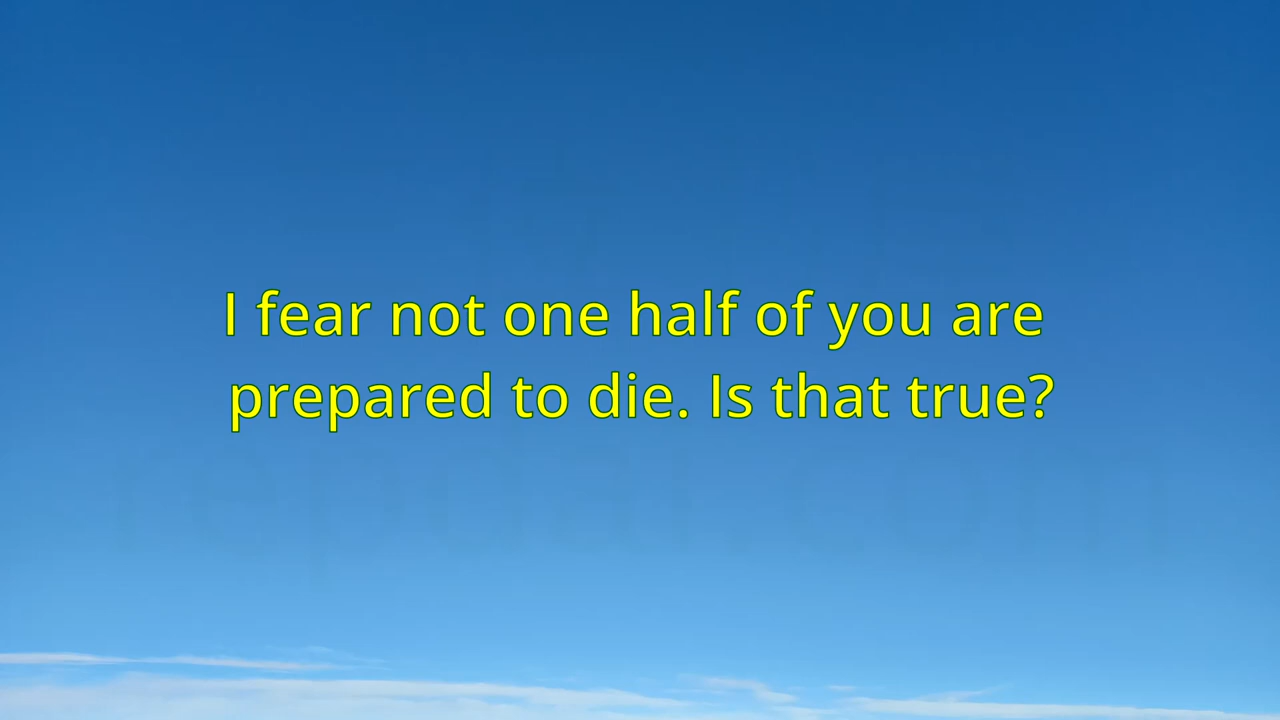 I fear not one half of you are
prepared to die. Is that true?